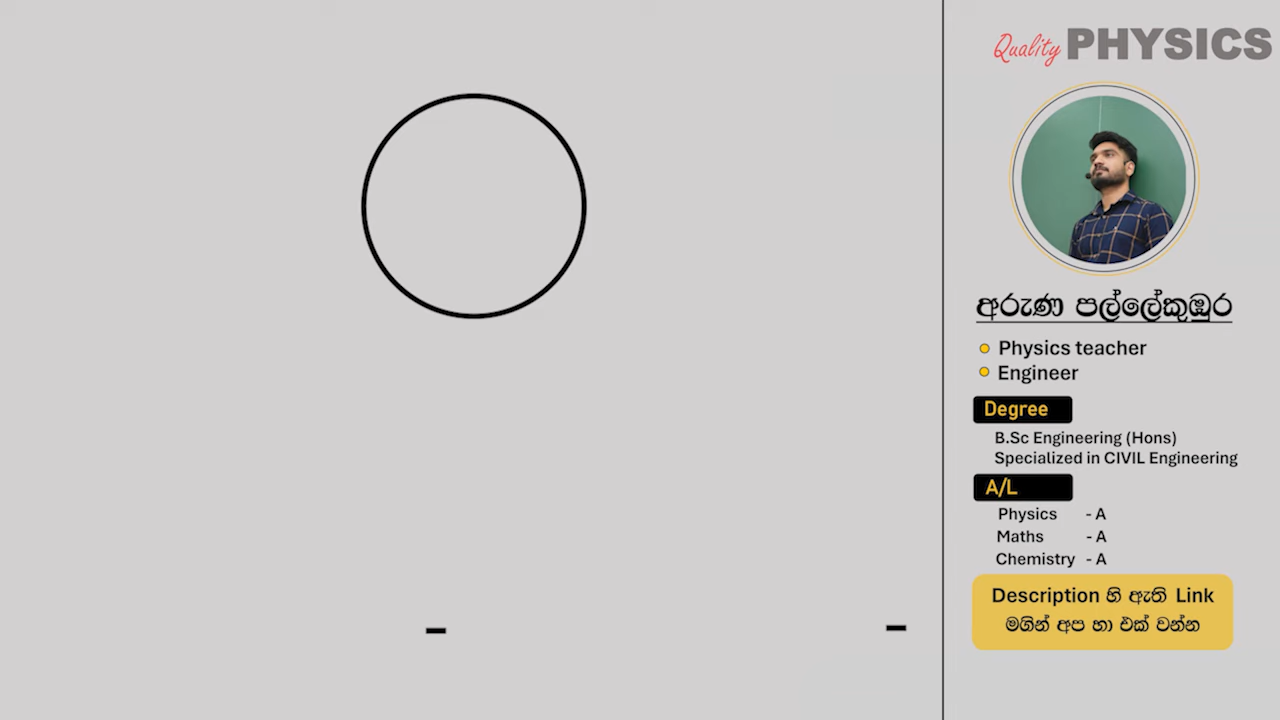 Quality PHYSICS
අරුණ පල්ලේකුඹුර
Physics teacher
Engineer
Degree
B.Sc Engineering (Hons)
Specialized in CIVIL Engineering
A/L
Physics - A
Maths - A
Chemistry - A
Description හි ඇති Link
මගින් අප හා එක් වන්න